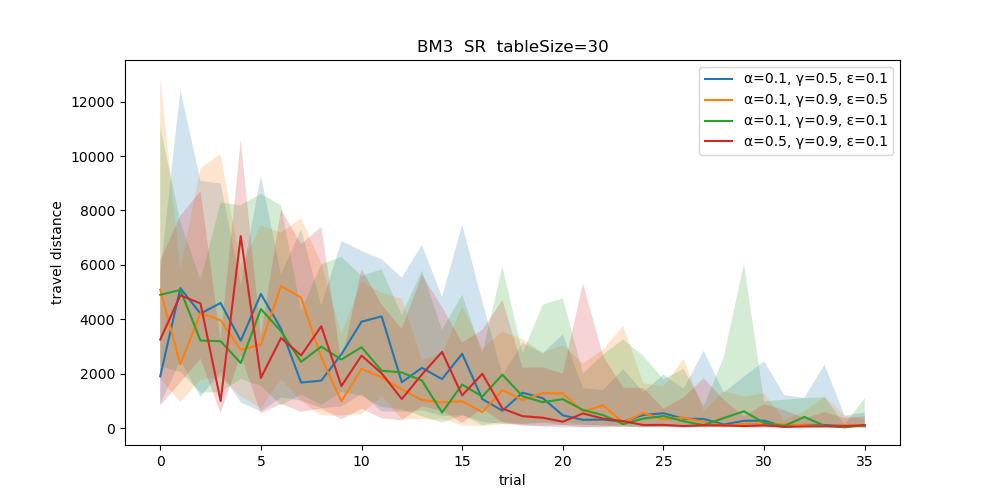 BM3  SR  tableSize=30
α=0.1, γ=0.5, ε=0.1
α=0.1, γ=0.9, ε=0.5
α=0.1, γ=0.9, ε=0.1
α=0.5, γ=0.9, ε=0.1
travel distance
12000
10000
8000
6000
4000
2000
0
0 5 10 15 20 25 30 35
trial